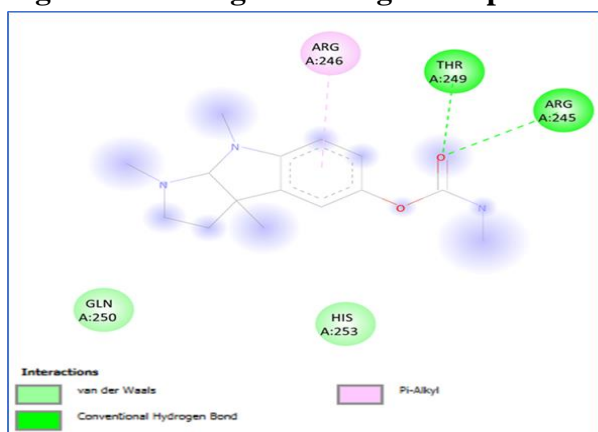 ARG
A:246
THR
A:249
ARG
A:245
N
O
N
O
N
GLN
A:250
HIS
A:253
Interactions
van der Waals
Pi-Alkyl
Conventional Hydrogen Bond